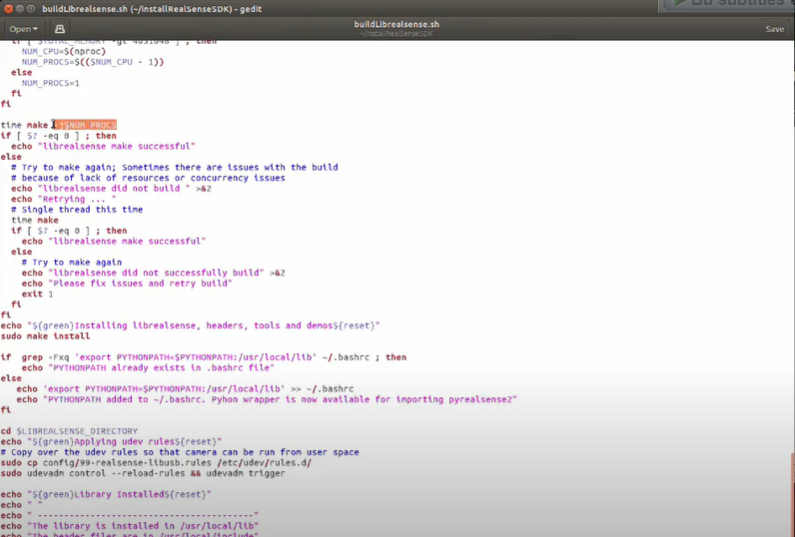 buildLibrealsense.sh (~/installRealSenseSDK) - gedit
Bd subtitles
Open
buildLibrealsense.sh
~/installRealSenseSDK
Save
if [ $TOTAL_MEMORY -gt 4051048 ] ; then
NUM_CPU=$(nproc)
NUM_PROCS=$(($NUM_CPU - 1))
else
NUM_PROCS=1
fi
fi
time make -j$NUM_PROCS
if [ $? -eq 0 ] ; then
echo "librealsense make successful"
else
# Try to make again; Sometimes there are issues with the build
# because of lack of resources or concurrency issues
echo "librealsense did not build " >&2
echo "Retrying ... "
# Single thread this time
time make
if [ $? -eq 0 ] ; then
echo "librealsense make successful"
else
# Try to make again
echo "librealsense did not successfully build" >&2
echo "Please fix issues and retry build"
exit 1
fi
fi
echo "${green}Installing librealsense, headers, tools and demos${reset}"
sudo make install
if grep -Fxq 'export PYTHONPATH=$PYTHONPATH:/usr/local/lib' ~/.bashrc ; then
echo "PYTHONPATH already exists in .bashrc file"
else
echo 'export PYTHONPATH=$PYTHONPATH:/usr/local/lib' >> ~/.bashrc
echo "PYTHONPATH added to ~/.bashrc. Pyhon wrapper is now available for importing pyrealsense2"
fi
cd $LIBREALSENSE_DIRECTORY
echo "${green}Applying udev rules${reset}"
# Copy over the udev rules so that camera can be run from user space
sudo cp config/99-realsense-libusb.rules /etc/udev/rules.d/
sudo udevadm control --reload-rules && udevadm trigger
echo "${green}Library Installed${reset}"
echo " "
echo " -----------------------------------------"
echo "The library is installed in /usr/local/lib"
echo "The header files are in /usr/local/include"